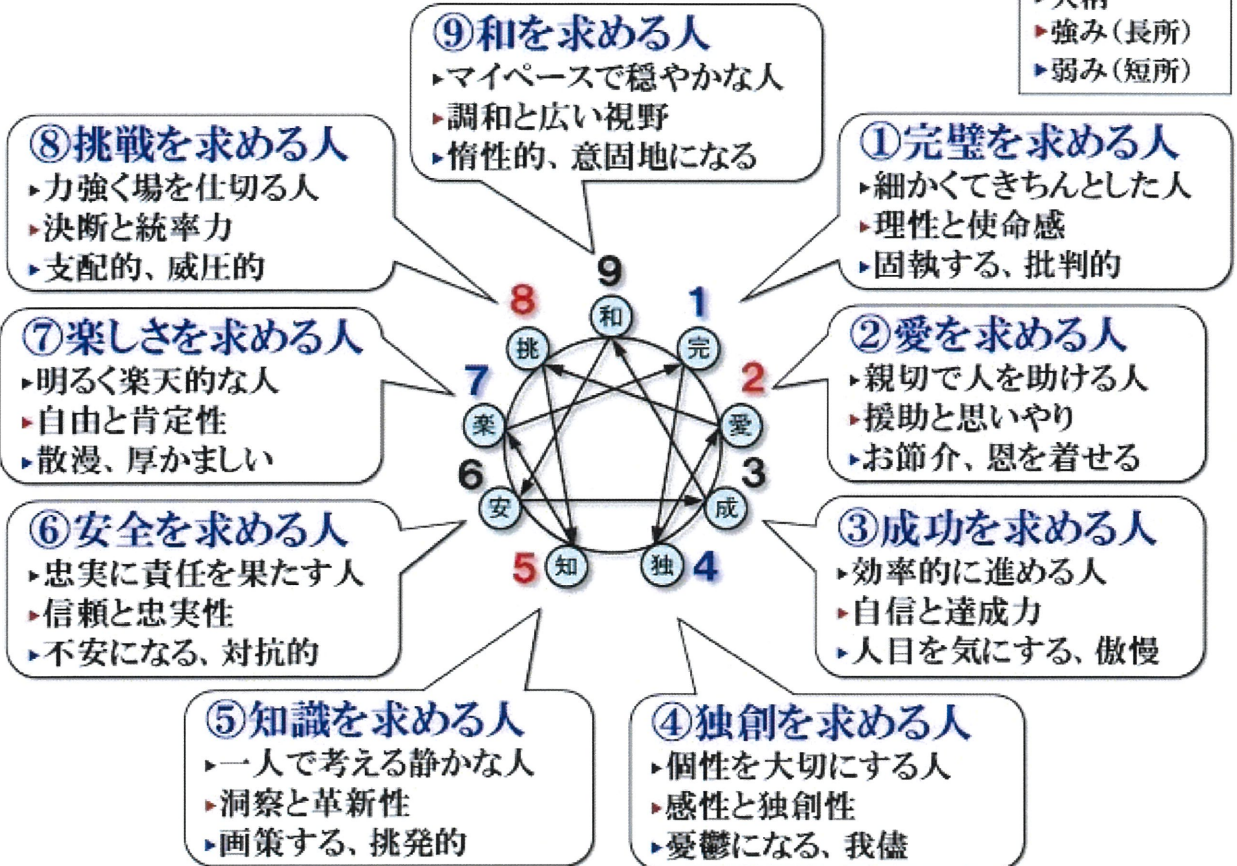 強み（長所）
弱み（短所）
⑨和を求める人
マイペースで穏やかな人
調和と広い視野
惰性的、意固地になる
⑧挑戦を求める人
力強く場を仕切る人
決断と統率力
支配的、威圧的
①完璧を求める人
細かくてきちんとした人
理性と使命感
固執する、批判的
⑦楽しさを求める人
明るく楽天的な人
自由と肯定性
散漫、厚かましい
②愛を求める人
親切で人を助ける人
援助と思いやり
お節介、恩を着せる
⑥安全を求める人
忠実に責任を果たす人
信頼と忠実性
不安になる、対抗的
③成功を求める人
効率的に進める人
自信と達成力
人目を気にする、傲慢
⑤知識を求める人
一人で考える静かな人
洞察と革新性
画策する、挑発的
④独創を求める人
個性を大切にする人
感性と独創性
憂鬱になる、我儘
9
和
8
挑
1
完
7
楽
2
愛
6
安
3
成
5
知
独
4